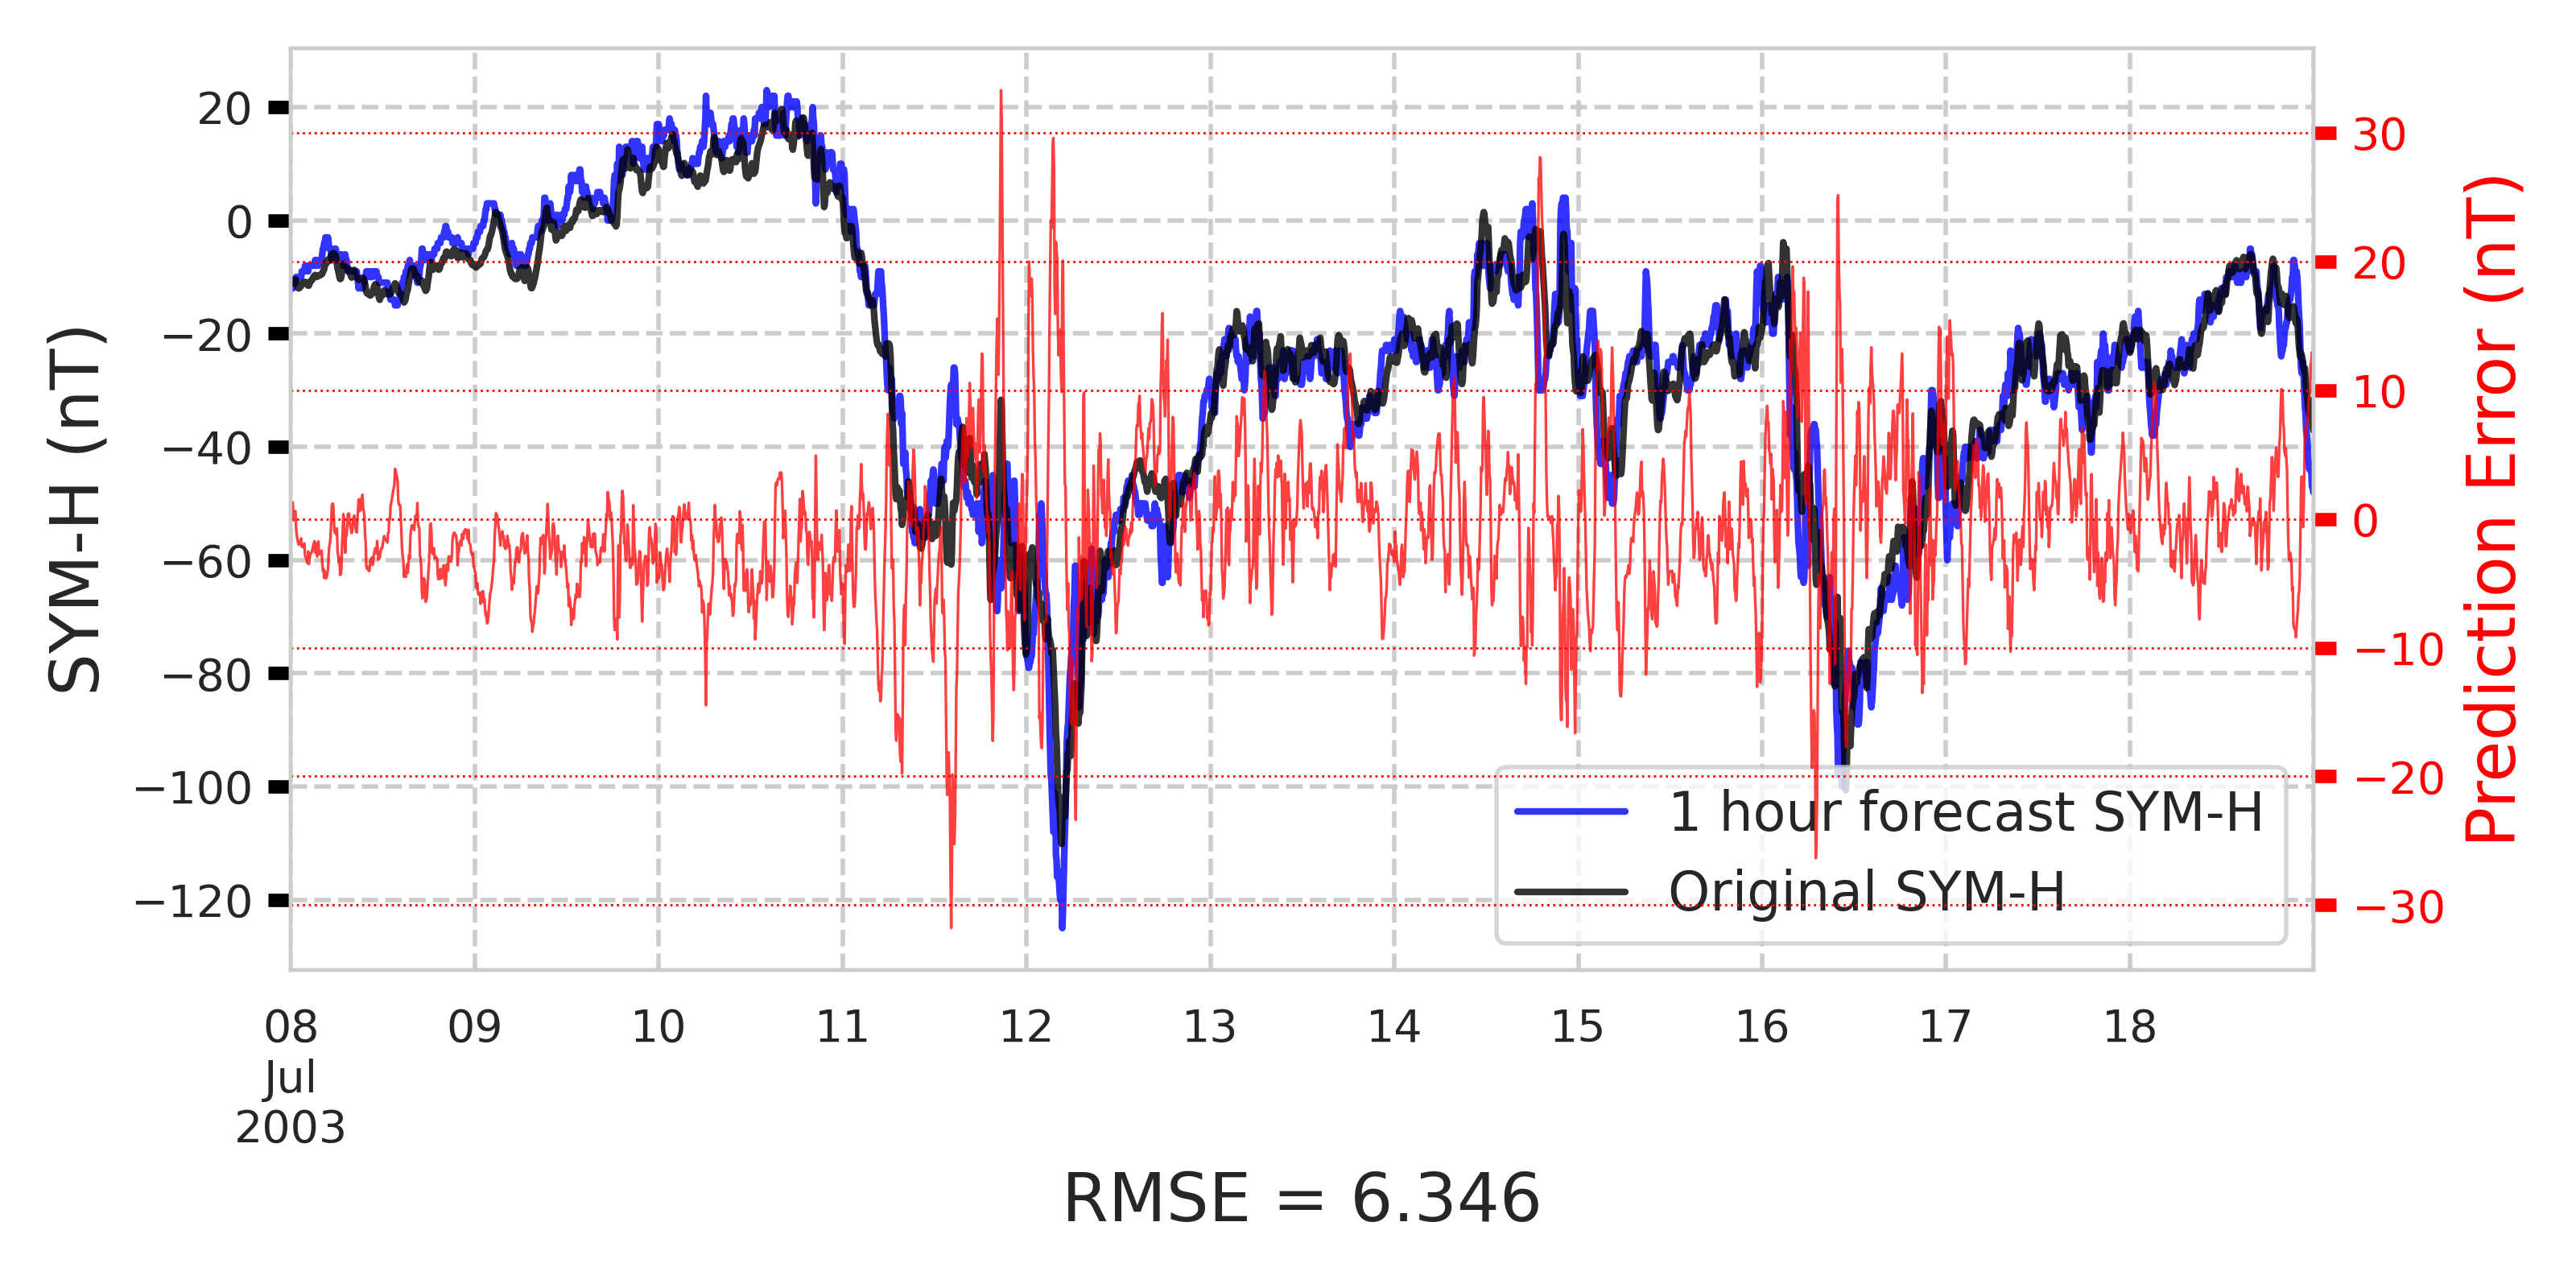 SYM-H (nT)
20
0
−20
−40
−60
−80
−100
−120
30
20
10
0
−10
−20
−30
Prediction Error (nT)
1 hour forecast SYM-H
Original SYM-H
08 09 10 11 12 13 14 15 16 17 18
Jul
2003
RMSE = 6.346